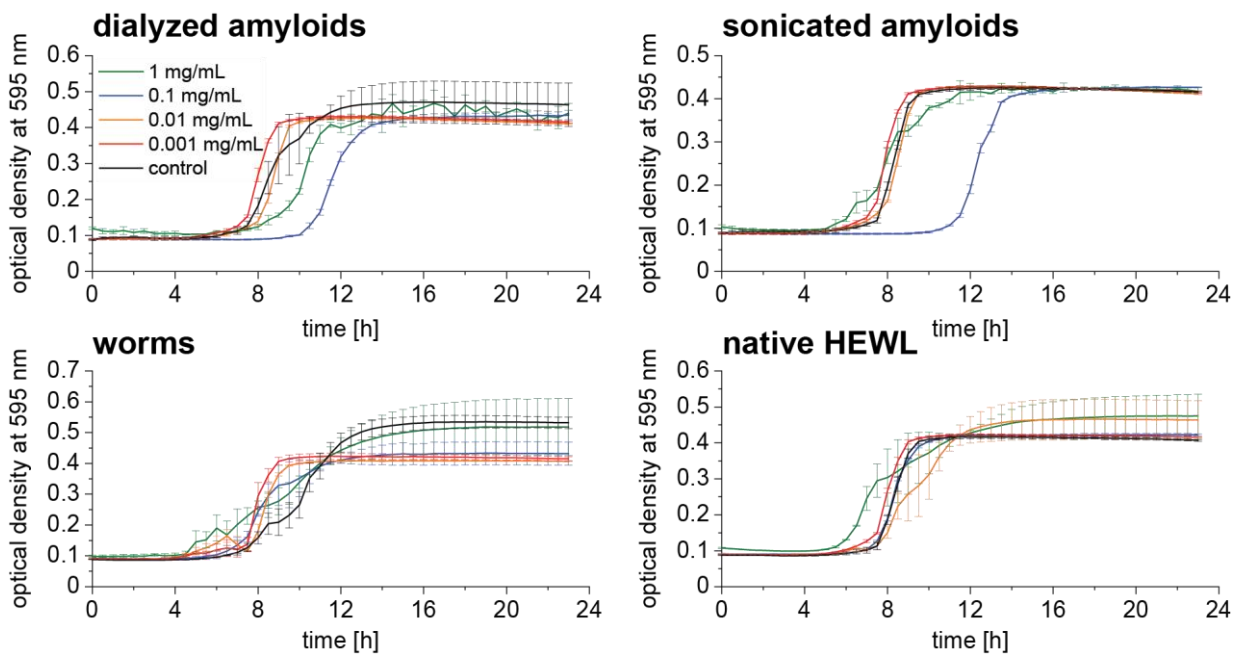 dialyzed amyloids
optical density at 595 nm
0.6
0.5
0.4
0.3
0.2
0.1
0
1 mg/mL
0.1 mg/mL
0.01 mg/mL
0.001 mg/mL
control
0 4 8 12 16 20 24
time [h]
sonicated amyloids
optical density at 595 nm
0.5
0.4
0.3
0.2
0.1
0
0 4 8 12 16 20 24
time [h]
worms
optical density at 595 nm
0.7
0.6
0.5
0.4
0.3
0.2
0.1
0
0 4 8 12 16 20 24
time [h]
native HEWL
optical density at 595 nm
0.6
0.5
0.4
0.3
0.2
0.1
0
0 4 8 12 16 20 24
time [h]